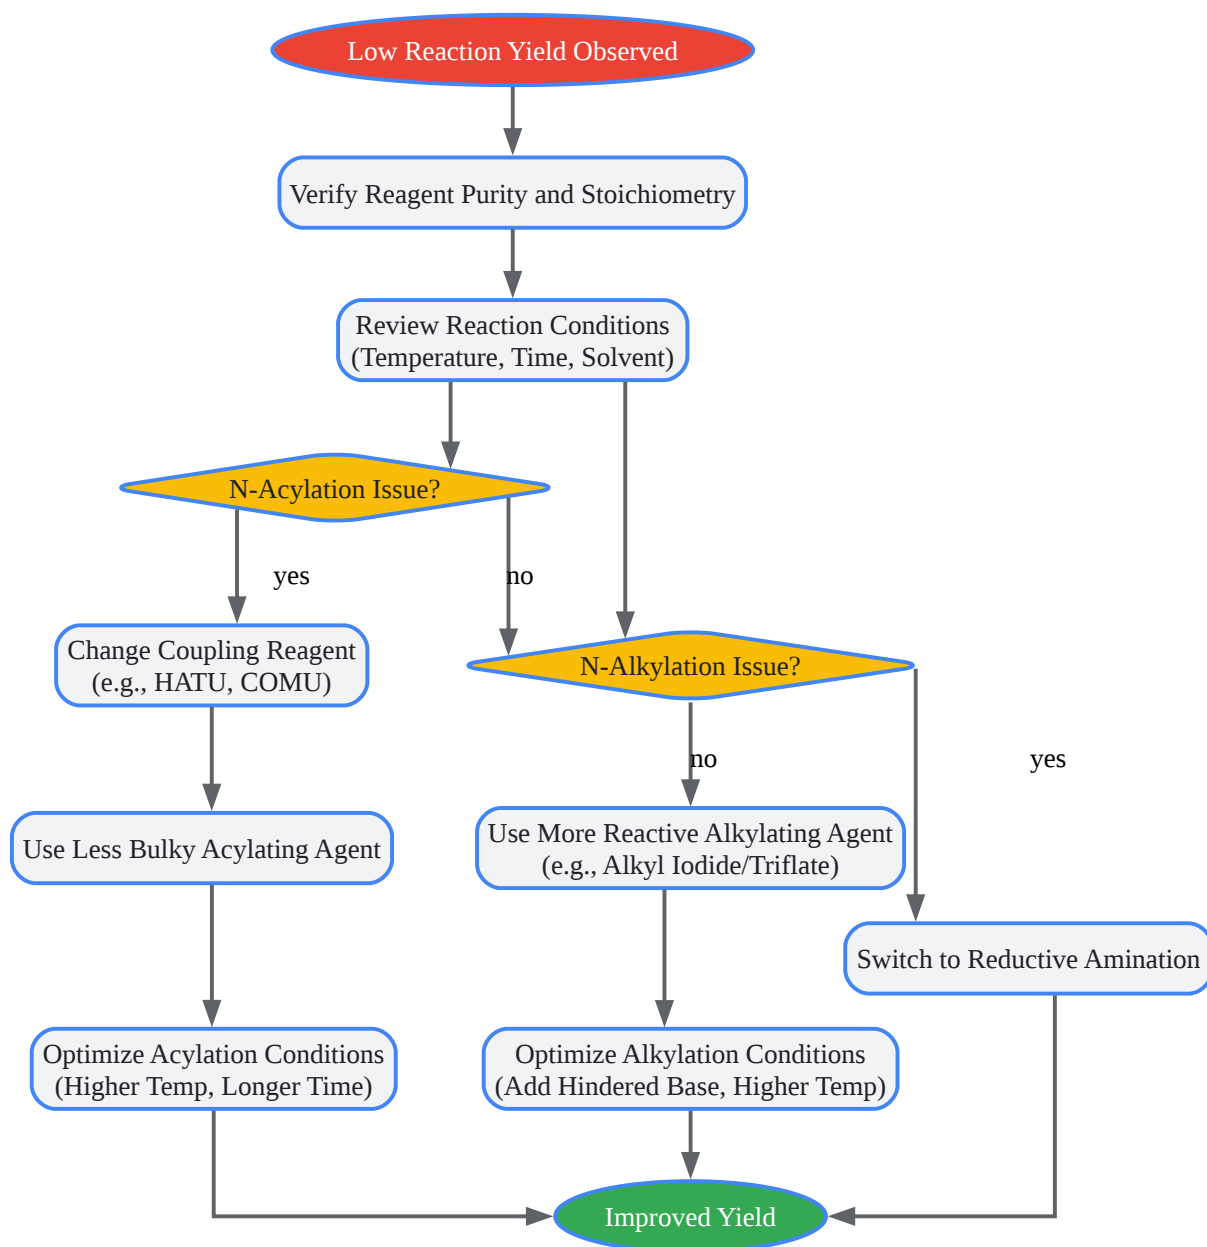 Low Reaction Yield Observed
Verify Reagent Purity and Stoichiometry
Review Reaction Conditions
(Temperature, Time, Solvent)
N-Acylation Issue?
yes
no
Change Coupling Reagent
(e.g., HATU, COMU)
N-Alkylation Issue?
no
yes
Use Less Bulky Acylating Agent
Use More Reactive Alkylating Agent
(e.g., Alkyl Iodide/Triflate)
Switch to Reductive Amination
Optimize Acylation Conditions
(Higher Temp, Longer Time)
Optimize Alkylation Conditions
(Add Hindered Base, Higher Temp)
Improved Yield